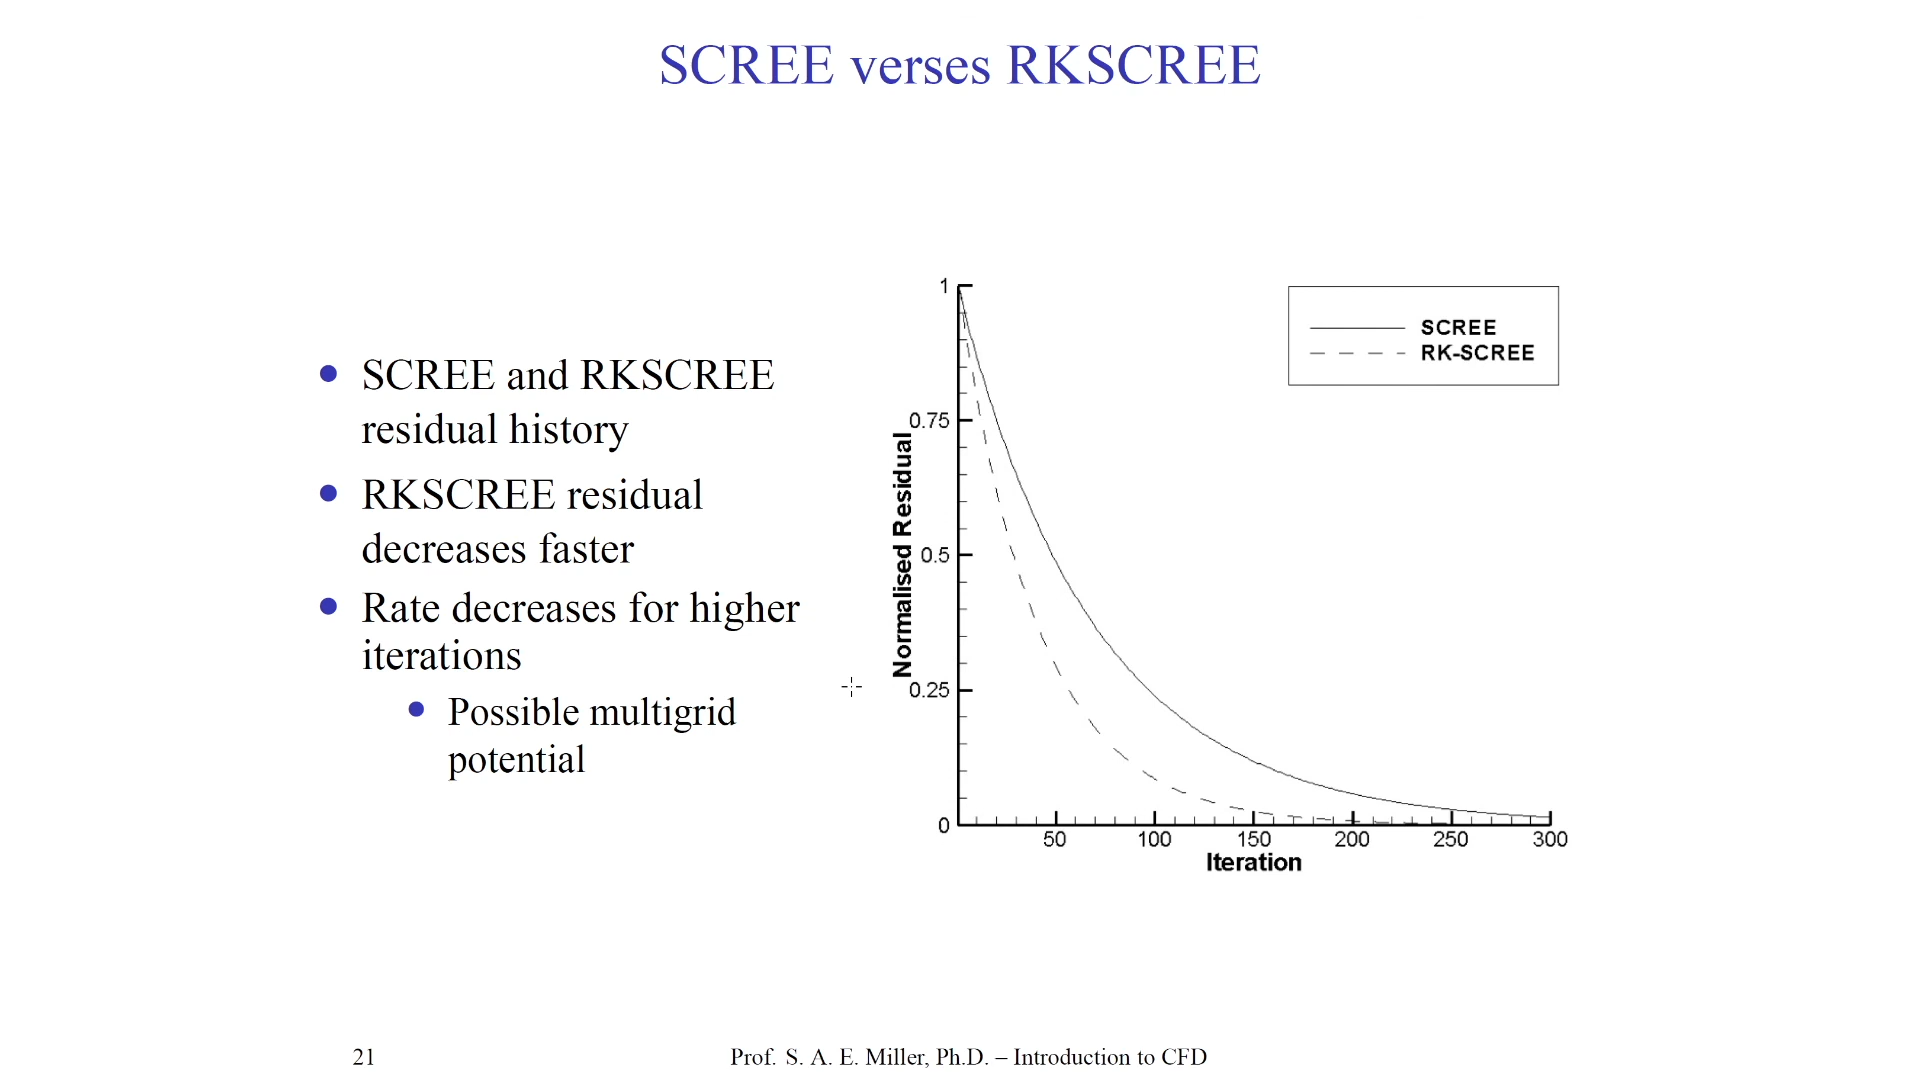 SCREE verses RKSCREE
SCREE and RKSCREE
residual history
RKSCREE residual
decreases faster
Rate decreases for higher
iterations
Possible multigrid
potential
Normalised Residual
1
0.75
0.5
0.25
0
SCREE
RK-SCREE
50 100 150 200 250 300
Iteration
21 Prof. S. A. E. Miller, Ph.D. – Introduction to CFD